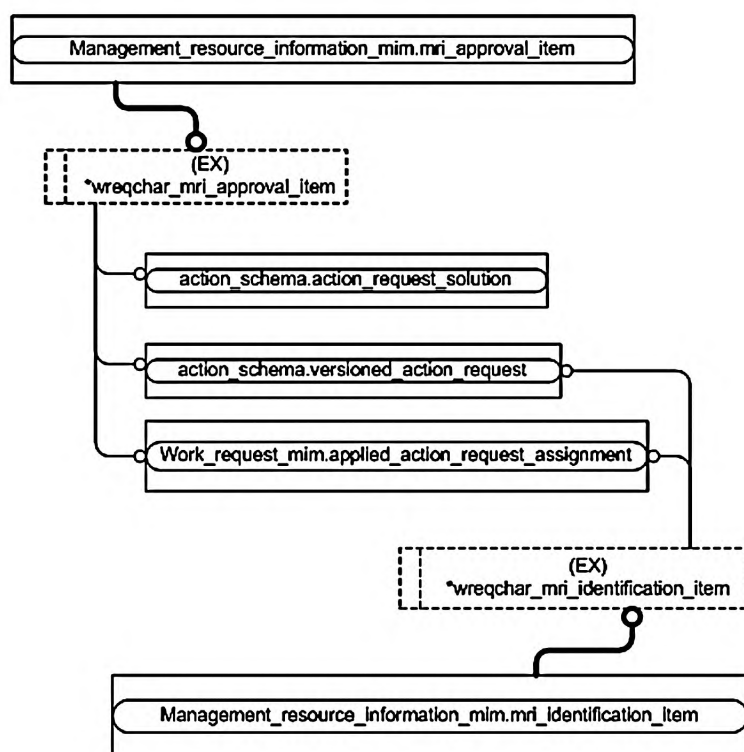 Management_resource_information_mim.mri_approval_item
(EX)
*wreqchar_mri_approval_item
action_schema.action_request_solution
action_schema.versioned_action_request
Work_request_mim.applied_action_request_assignment
(EX)
*wreqchar_mri_identification_item
Management_resource_information_mim.mri_identification_item